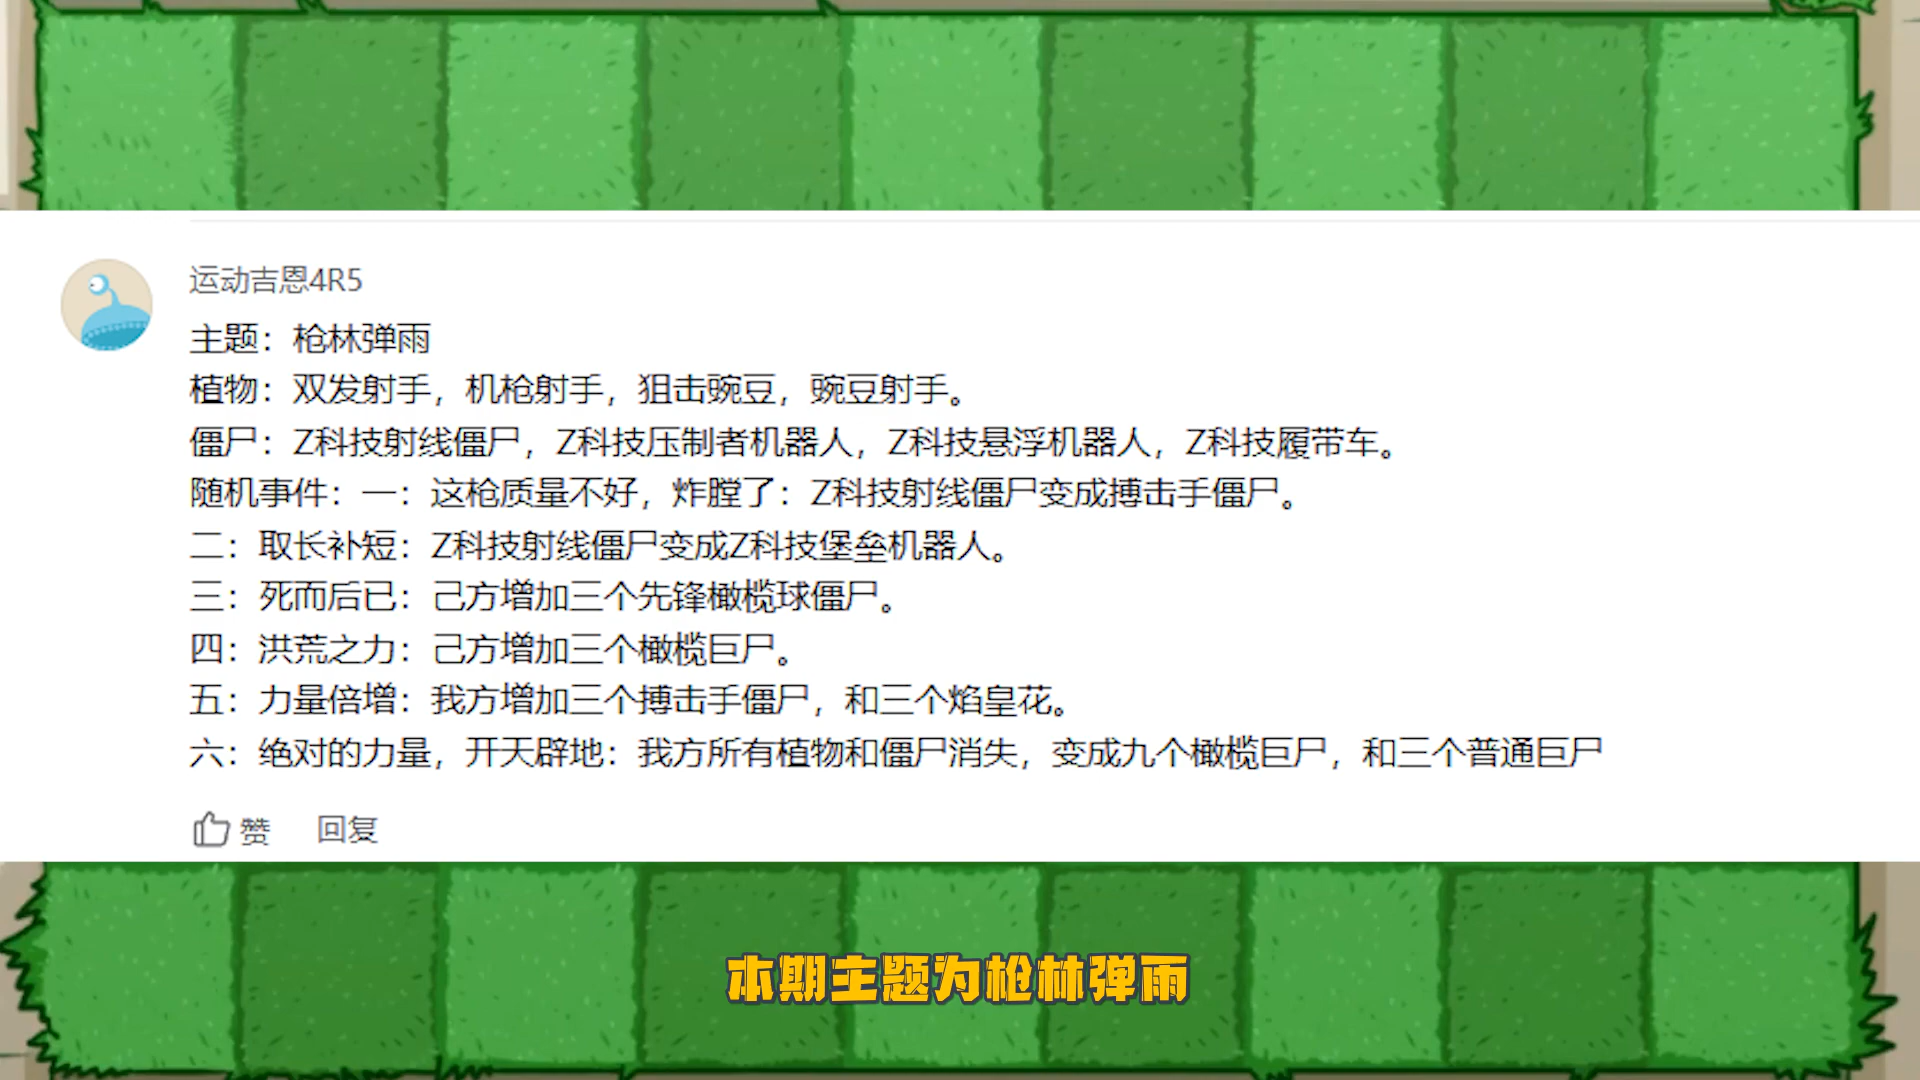 运动吉恩4R5
主题：枪林弹雨
植物：双发射手，机枪射手，狙击豌豆，豌豆射手。
僵尸：Z科技射线僵尸，Z科技压制者机器人，Z科技悬浮机器人，Z科技履带车。
随机事件：一：这枪质量不好，炸膛了：Z科技射线僵尸变成搏击手僵尸。
二：取长补短：Z科技射线僵尸变成Z科技堡垒机器人。
三：死而后已：己方增加三个先锋橄榄球僵尸。
四：洪荒之力：己方增加三个橄榄巨尸。
五：力量倍增：我方增加三个搏击手僵尸，和三个焰皇花。
六：绝对的力量，开天辟地：我方所有植物和僵尸消失，变成九个橄榄巨尸，和三个普通巨尸
赞 回复
本期主题为枪林弹雨